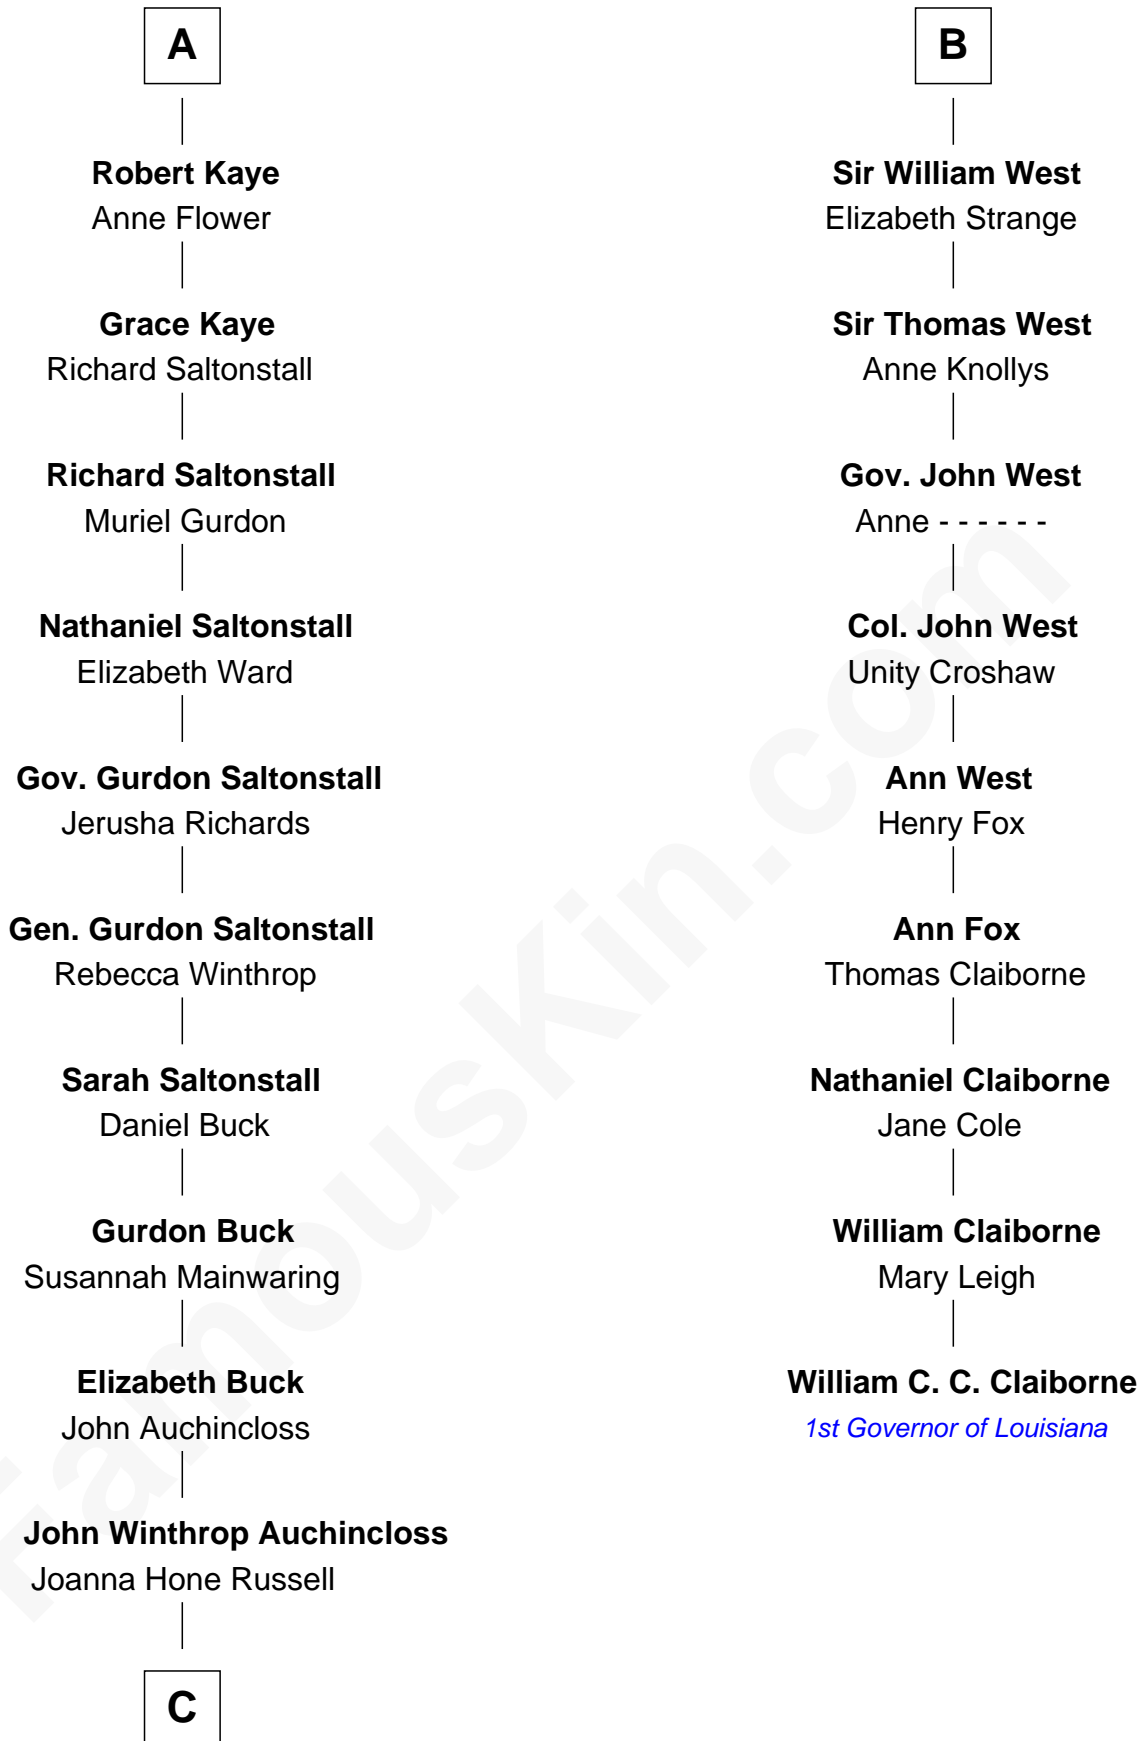 A
Robert Kaye
Anne Flower
Grace Kaye
Richard Saltonstall
Richard Saltonstall
Muriel Gurdon
Nathaniel Saltonstall
Elizabeth Ward
Gov. Gurdon Saltonstall
Jerusha Richards
Gen. Gurdon Saltonstall
Rebecca Winthrop
Sarah Saltonstall
Daniel Buck
Gurdon Buck
Susannah Mainwaring
Elizabeth Buck
John Auchincloss
John Winthrop Auchincloss
Joanna Hone Russell
C
B
Sir William West
Elizabeth Strange
Sir Thomas West
Anne Knollys
Gov. John West
Anne - - - - - -
Col. John West
Unity Croshaw
Ann West
Henry Fox
Ann Fox
Thomas Claiborne
Nathaniel Claiborne
Jane Cole
William Claiborne
Mary Leigh
William C. C. Claiborne
1st Governor of Louisiana
FamousKin.com